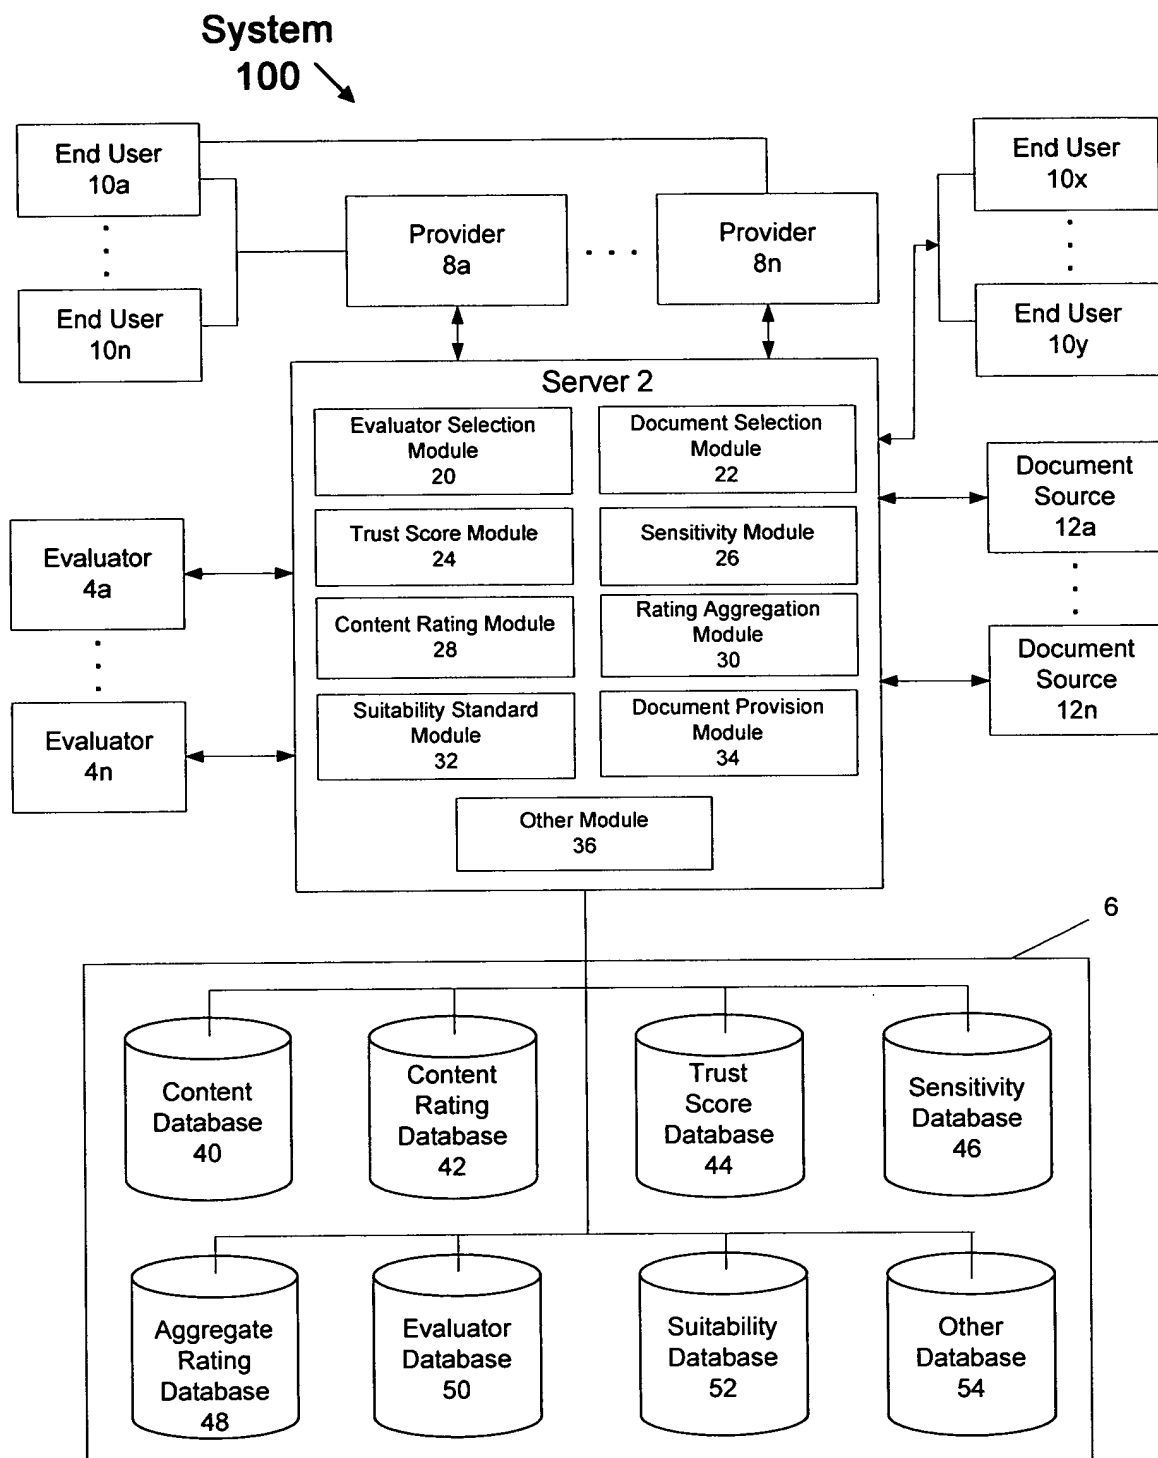 System
100
End User
10a
End User
10n
Provider
8a
Provider
8n
End User
10x
End User
10y
Server 2
Evaluator Selection
Module
20
Document Selection
Module
22
Trust Score Module
24
Sensitivity Module
26
Content Rating Module
28
Rating Aggregation
Module
30
Suitability Standard
Module
32
Document Provision
Module
34
Other Module
36
Evaluator
4a
Evaluator
4n
Document
Source
12a
Document
Source
12n
6
Content
Database
40
Content
Rating
Database
42
Trust
Score
Database
44
Sensitivity
Database
46
Aggregate
Rating
Database
48
Evaluator
Database
50
Suitability
Database
52
Other
Database
54